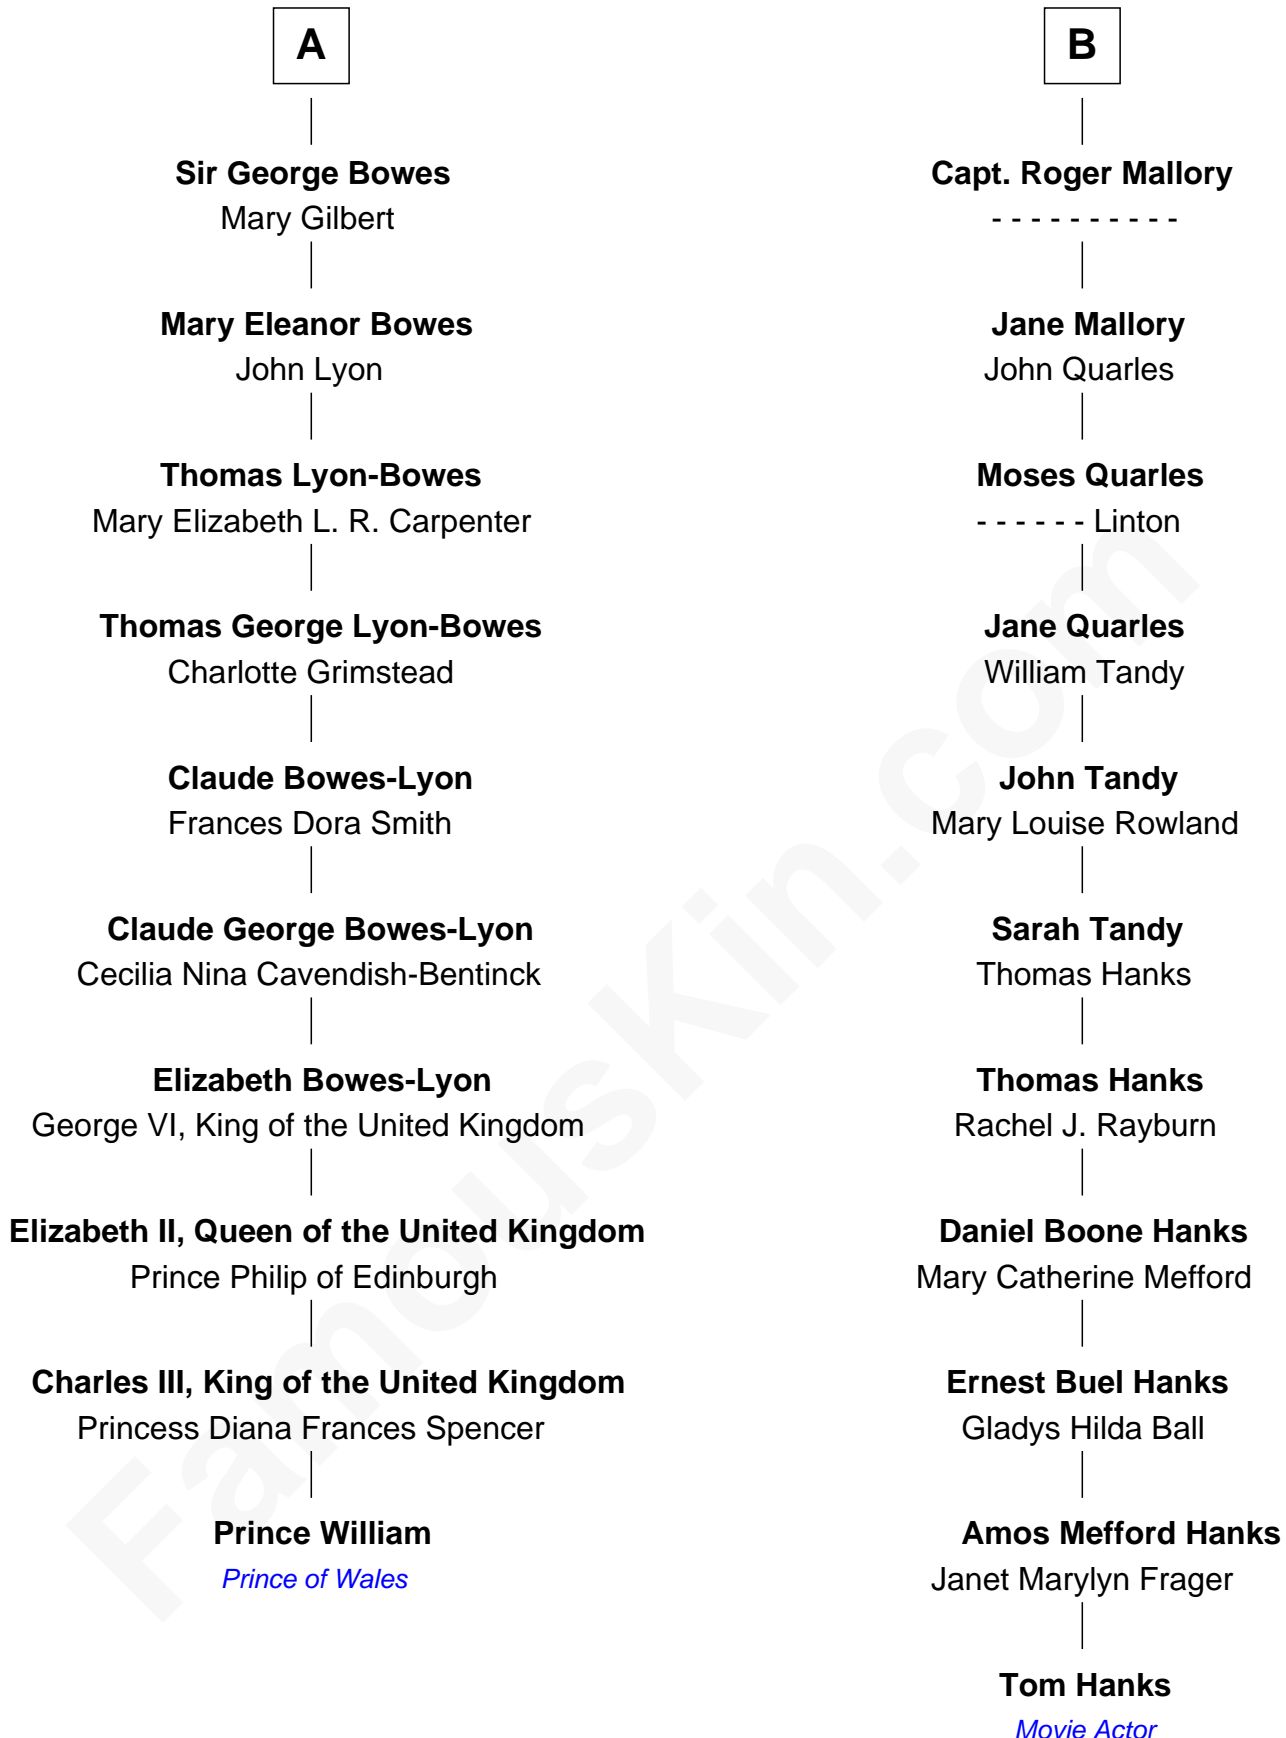 A
Sir George Bowes
Mary Gilbert
Mary Eleanor Bowes
John Lyon
Thomas Lyon-Bowes
Mary Elizabeth L. R. Carpenter
Thomas George Lyon-Bowes
Charlotte Grimstead
Claude Bowes-Lyon
Frances Dora Smith
Claude George Bowes-Lyon
Cecilia Nina Cavendish-Bentinck
Elizabeth Bowes-Lyon
George VI, King of the United Kingdom
Elizabeth II, Queen of the United Kingdom
Prince Philip of Edinburgh
Charles III, King of the United Kingdom
Princess Diana Frances Spencer
Prince William
Prince of Wales
B
Capt. Roger Mallory
- - - - - - - - - -
Jane Mallory
John Quarles
Moses Quarles
- - - - - - Linton
Jane Quarles
William Tandy
John Tandy
Mary Louise Rowland
Sarah Tandy
Thomas Hanks
Thomas Hanks
Rachel J. Rayburn
Daniel Boone Hanks
Mary Catherine Mefford
Ernest Buel Hanks
Gladys Hilda Ball
Amos Mefford Hanks
Janet Marylyn Frager
Tom Hanks
Movie Actor
FamousKin.com